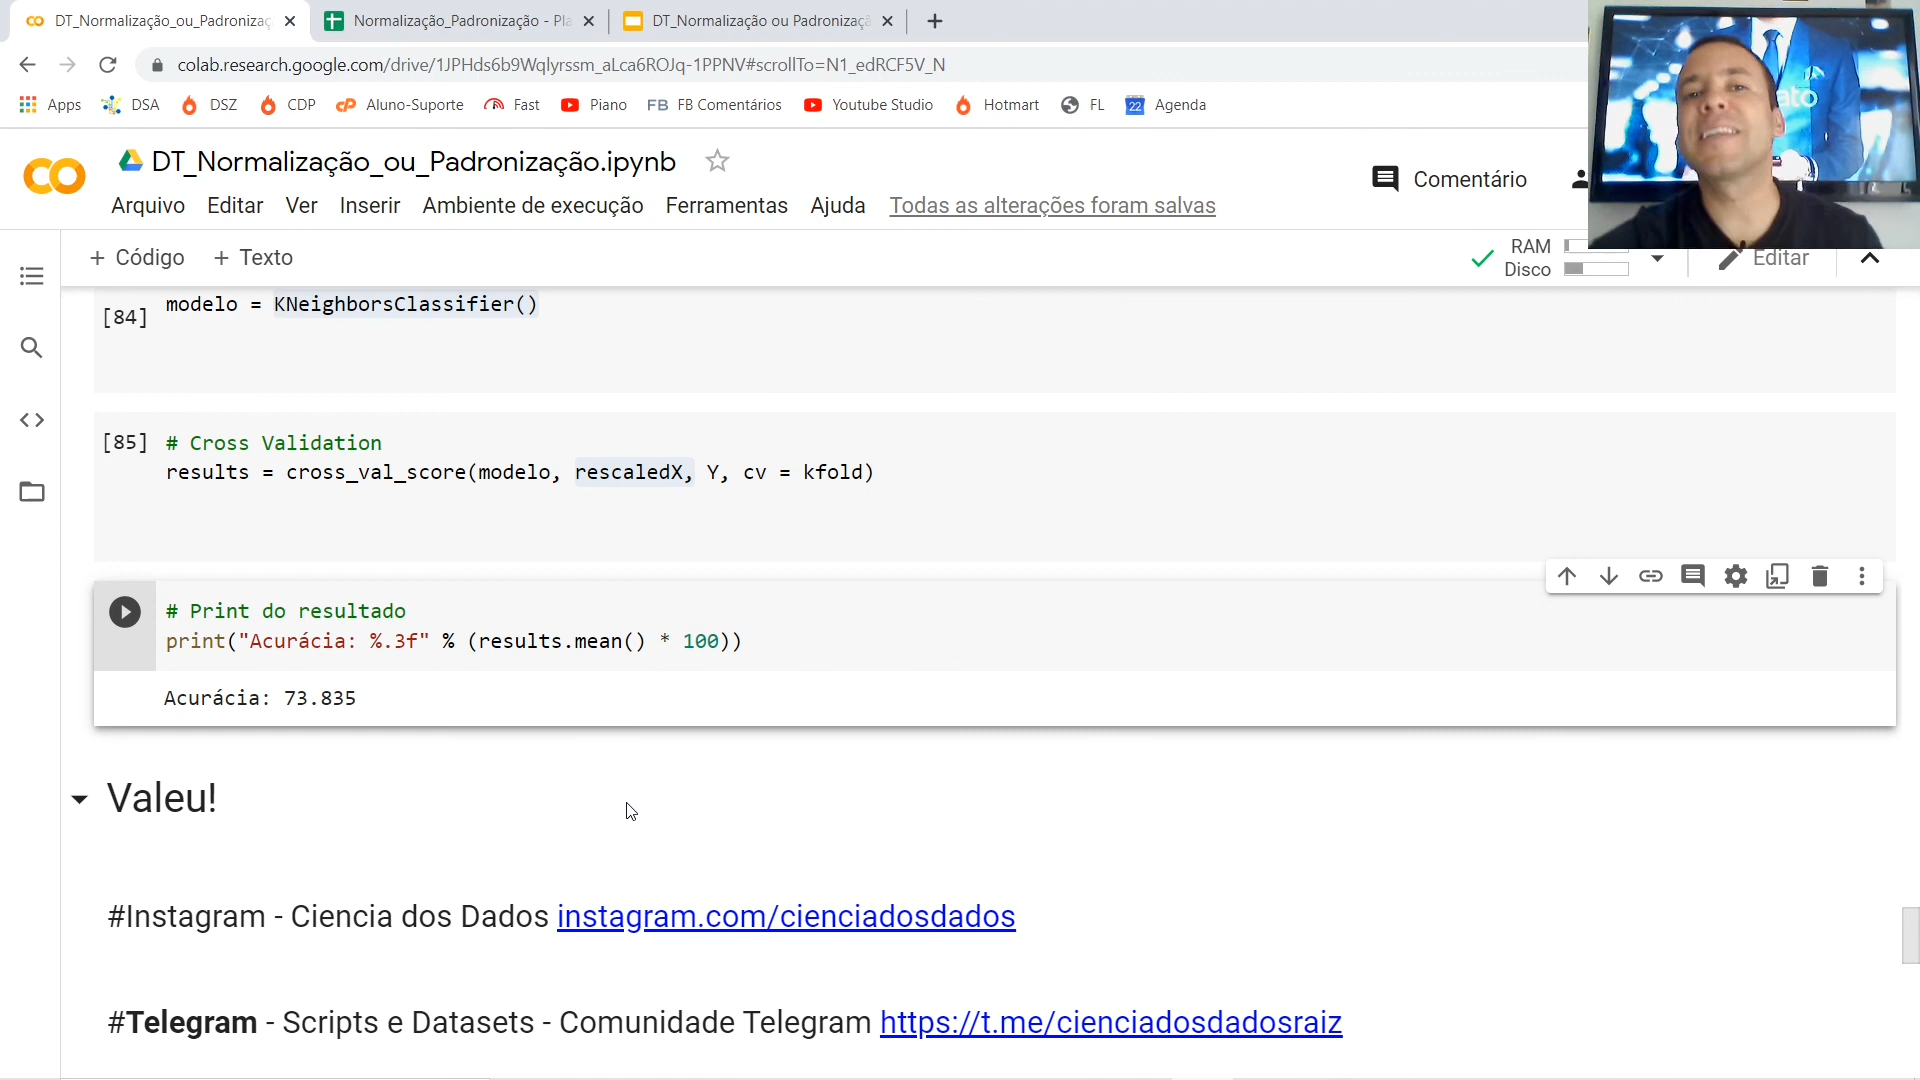 DT_Normalização_ou_Padronizaç
Normalização_Padronização - Pla
DT_Normalização ou Padronizaçã
colab.research.google.com/drive/1JPHds6b9Wqlyrssm_aLca6ROJq-1PPNV#scrollTo=N1_edRCF5V_N
Apps DSA DSZ CDP Aluno-Suporte Fast Piano FB FB Comentários Youtube Studio Hotmart FL 22 Agenda
DT_Normalização_ou_Padronização.ipynb
Comentário
Arquivo Editar Ver Inserir Ambiente de execução Ferramentas Ajuda Todas as alterações foram salvas
+ Código + Texto
RAM
Disco
Editar
[84] modelo = KNeighborsClassifier()
[85] # Cross Validation
results = cross_val_score(modelo, rescaledX, Y, cv = kfold)
# Print do resultado
print("Acurácia: %.3f" % (results.mean() * 100))
Acurácia: 73.835
Valeu!
#Instagram - Ciencia dos Dados instagram.com/cienciadosdados
#Telegram - Scripts e Datasets - Comunidade Telegram https://t.me/cienciadosdadosraiz